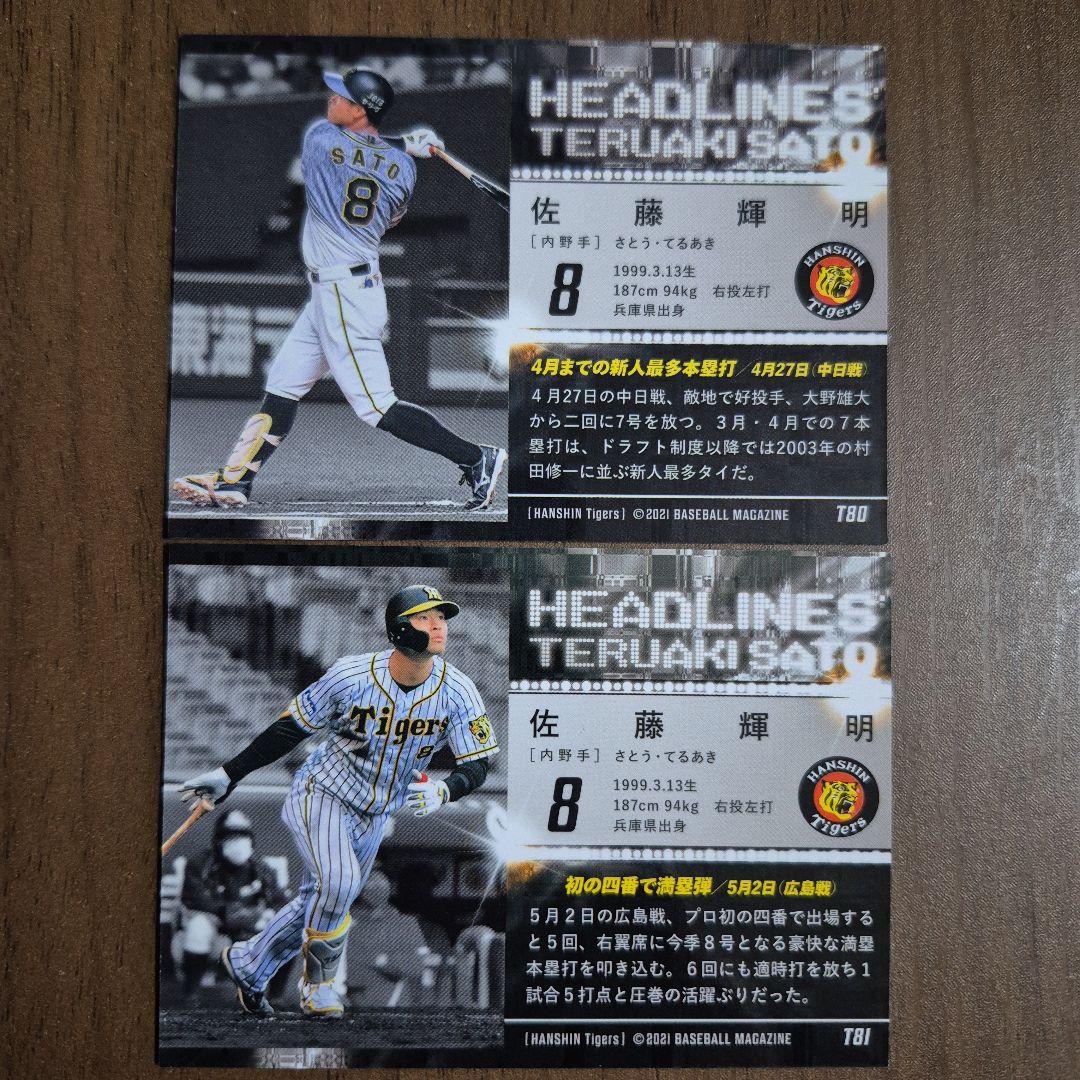 HEADLINES
TERUAKI SATO
佐藤輝明
[内野手] さとう・てるあき
8
1999.3.13生
187cm 94kg 右投左打
兵庫県出身
HANSHIN
Tigers
4月までの新人最多本塁打/4月27日(中日戦)
4月27日の中日戦、敵地で好投手、大野雄大
から二回に7号を放つ。3月・4月での7本
塁打は、ドラフト制度以降では2003年の村
田修一に並ぶ新人最多タイだ。
[HANSHIN Tigers] ©2021 BASEBALL MAGAZINE T80
SATO
8
HEADLINES
TERUAKI SATO
佐藤輝明
[内野手] さとう・てるあき
8
1999.3.13生
187cm 94kg 右投左打
兵庫県出身
HANSHIN
Tigers
初の四番で満塁弾/5月2日(広島戦)
5月2日の広島戦、プロ初の四番で出場する
と5回、右翼席に今季8号となる豪快な満塁
本塁打を叩き込む。6回にも適時打を放ち1
試合5打点と圧巻の活躍ぶりだった。
[HANSHIN Tigers] ©2021 BASEBALL MAGAZINE T81
Tigers
8